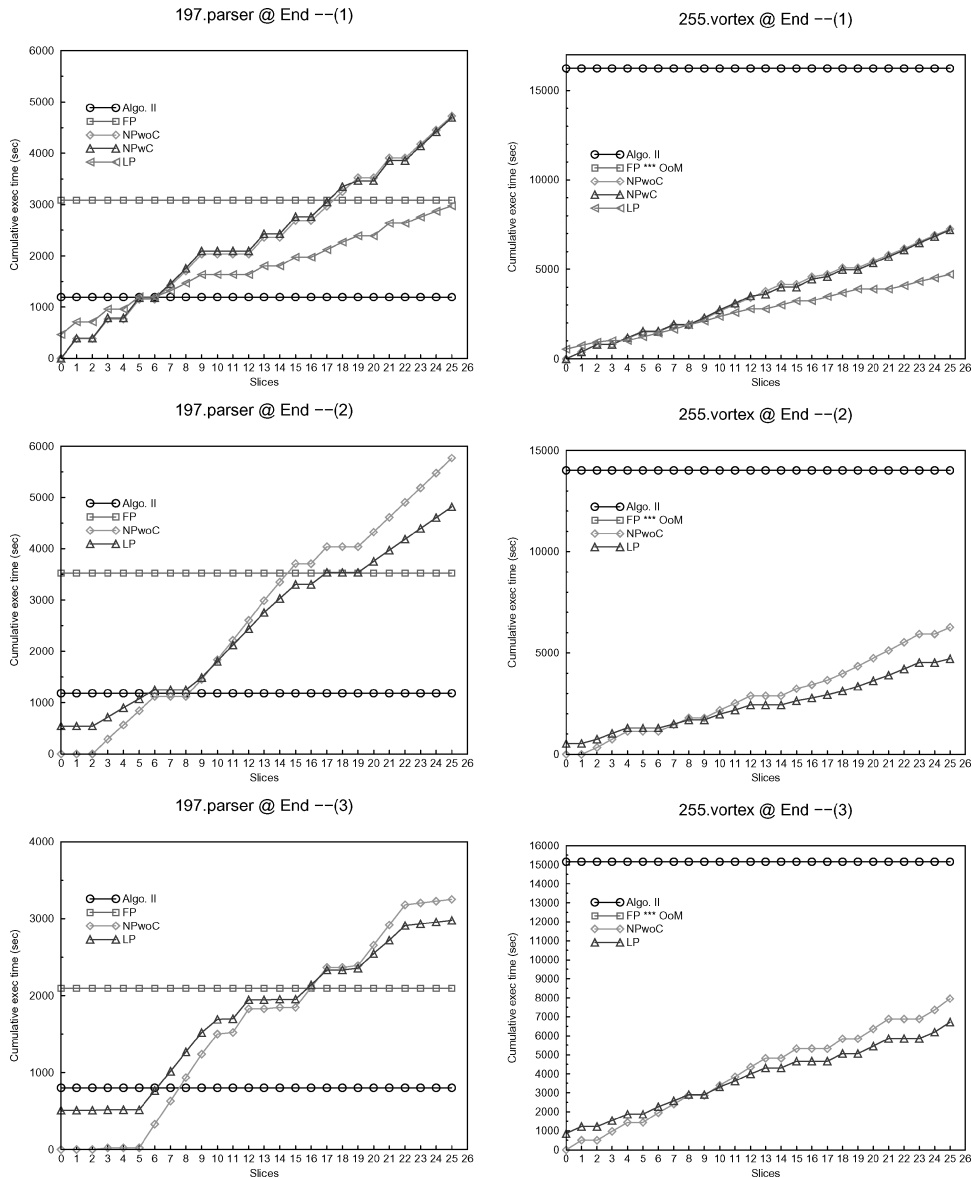 197.parser @ End −−(1)
6000
5000
4000
3000
2000
1000
0
Cumulative exec time (sec)
Algo. II
FP
NPwoC
NPwC
LP
0 1 2 3 4 5 6 7 8 9 10 11 12 13 14 15 16 17 18 19 20 21 22 23 24 25 26
Slices
255.vortex @ End −−(1)
15000
10000
5000
0
Cumulative exec time (sec)
Algo. II
FP *** OoM
NPwoC
NPwC
LP
0 1 2 3 4 5 6 7 8 9 10 11 12 13 14 15 16 17 18 19 20 21 22 23 24 25 26
Slices
197.parser @ End −−(2)
6000
5000
4000
3000
2000
1000
0
Cumulative exec time (sec)
Algo. II
FP
NPwoC
LP
0 1 2 3 4 5 6 7 8 9 10 11 12 13 14 15 16 17 18 19 20 21 22 23 24 25 26
Slices
255.vortex @ End −−(2)
15000
10000
5000
0
Cumulative exec time (sec)
Algo. II
FP *** OoM
NPwoC
LP
0 1 2 3 4 5 6 7 8 9 10 11 12 13 14 15 16 17 18 19 20 21 22 23 24 25 26
Slices
197.parser @ End −−(3)
4000
3000
2000
1000
0
Cumulative exec time (sec)
Algo. II
FP
NPwoC
LP
0 1 2 3 4 5 6 7 8 9 10 11 12 13 14 15 16 17 18 19 20 21 22 23 24 25 26
Slices
255.vortex @ End −−(3)
16000
15000
14000
13000
12000
11000
10000
9000
8000
7000
6000
5000
4000
3000
2000
1000
0
Cumulative exec time (sec)
Algo. II
FP *** OoM
NPwoC
LP
0 1 2 3 4 5 6 7 8 9 10 11 12 13 14 15 16 17 18 19 20 21 22 23 24 25 26
Slices